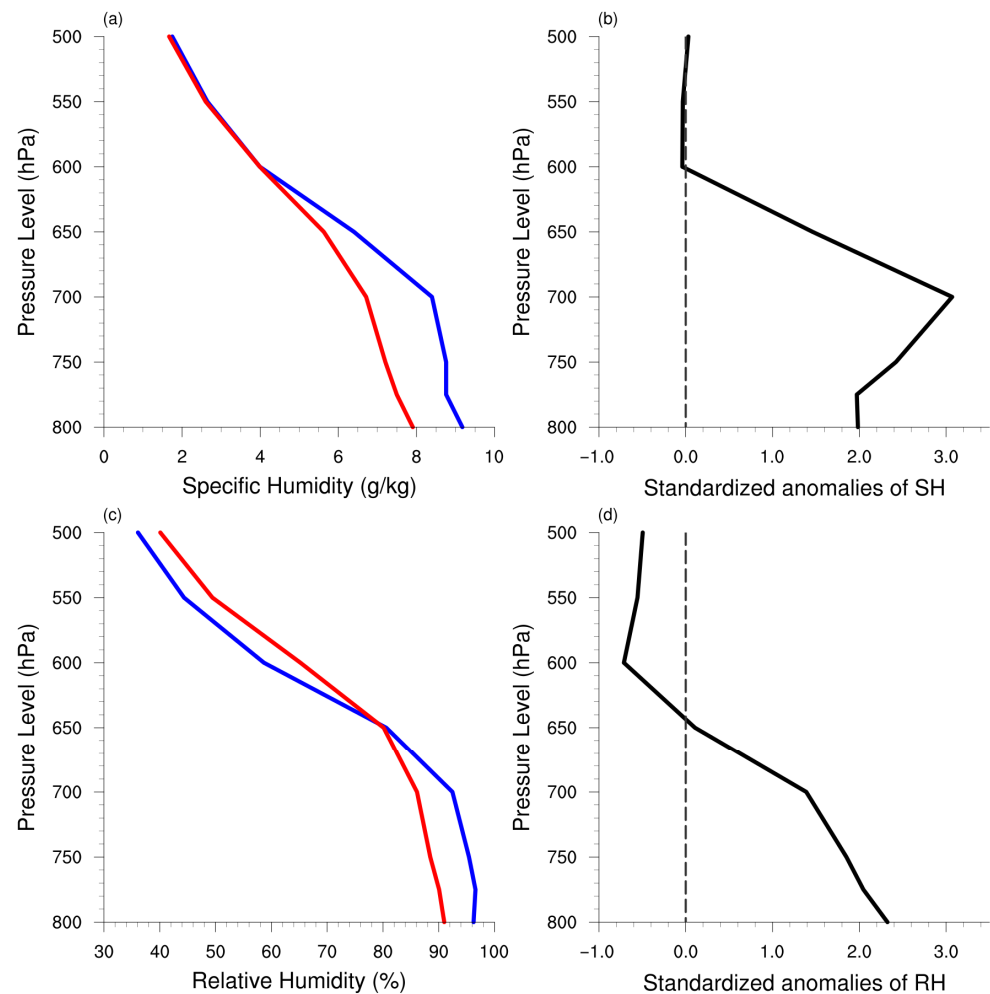 (a)
500
550
600
650
700
750
800
Pressure Level (hPa)
0 2 4 6 8 10
Specific Humidity (g/kg)
(b)
500
550
600
650
700
750
800
Pressure Level (hPa)
−1.0 0.0 1.0 2.0 3.0
Standardized anomalies of SH
(c)
500
550
600
650
700
750
800
Pressure Level (hPa)
30 40 50 60 70 80 90 100
Relative Humidity (%)
(d)
500
550
600
650
700
750
800
Pressure Level (hPa)
−1.0 0.0 1.0 2.0 3.0
Standardized anomalies of RH